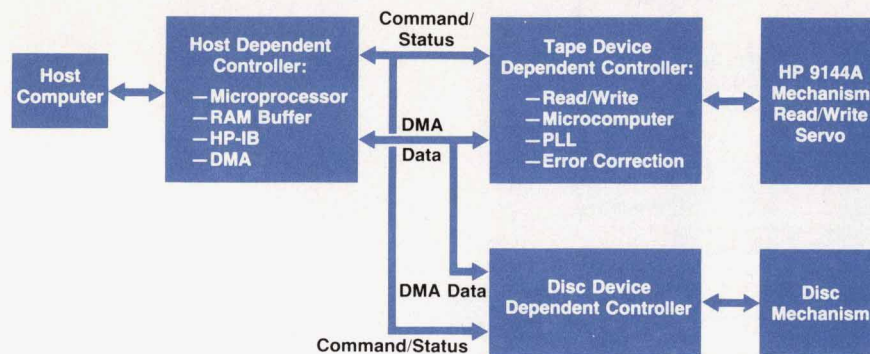 Host
Computer
Host Dependent
Controller:
—Microprocessor
—RAM Buffer
—HP-IB
—DMA
Command/
Status
DMA
Data
Tape Device
Dependent Controller:
—Read/Write
—Microcomputer
—PLL
—Error Correction
HP 9144A
Mechanism
Read/Write
Servo
DMA Data
Command/Status
Disc Device
Dependent Controller
Disc
Mechanism